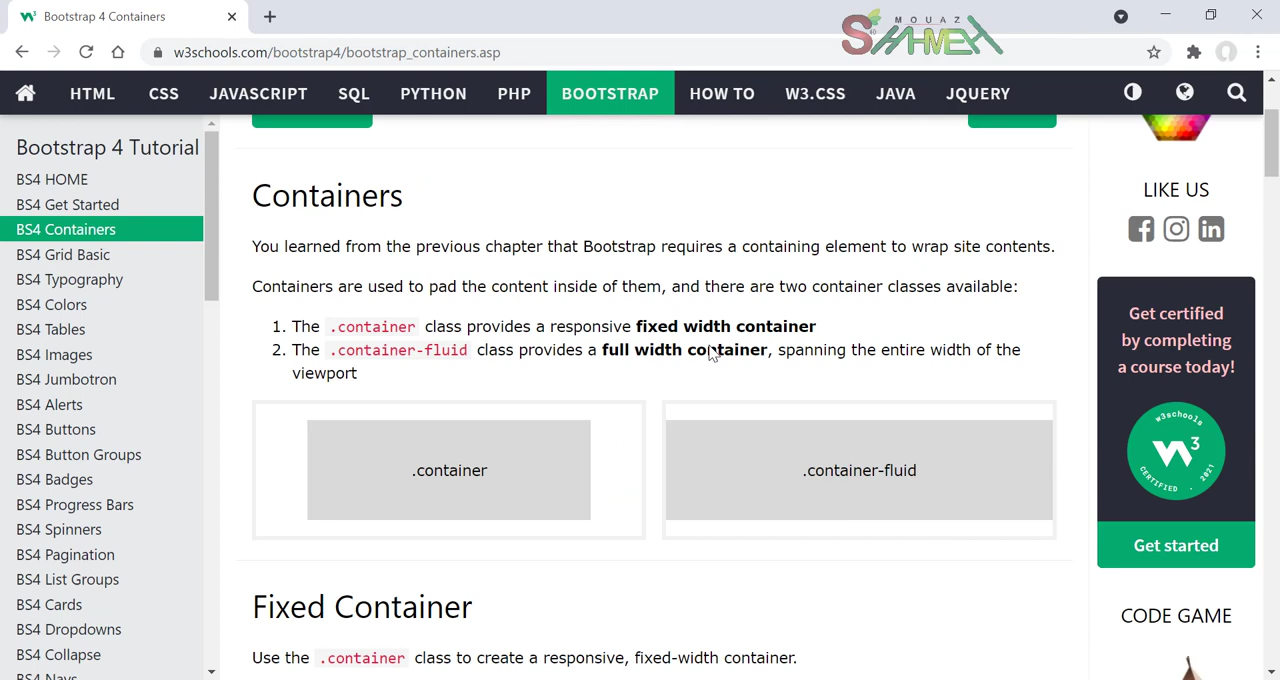 Bootstrap 4 Containers
MOUAZ
SHAHMEH
w3schools.com/bootstrap4/bootstrap_containers.asp
HTML CSS JAVASCRIPT SQL PYTHON PHP BOOTSTRAP HOW TO W3.CSS JAVA JQUERY
Bootstrap 4 Tutorial
BS4 HOME
BS4 Get Started
BS4 Containers
BS4 Grid Basic
BS4 Typography
BS4 Colors
BS4 Tables
BS4 Images
BS4 Jumbotron
BS4 Alerts
BS4 Buttons
BS4 Button Groups
BS4 Badges
BS4 Progress Bars
BS4 Spinners
BS4 Pagination
BS4 List Groups
BS4 Cards
BS4 Dropdowns
BS4 Collapse
BS4 Navs
Containers
You learned from the previous chapter that Bootstrap requires a containing element to wrap site contents.
Containers are used to pad the content inside of them, and there are two container classes available:
1. The .container class provides a responsive fixed width container
2. The .container-fluid class provides a full width container, spanning the entire width of the
viewport
.container
.container-fluid
Fixed Container
Use the .container class to create a responsive, fixed-width container.
LIKE US
Get certified
by completing
a course today!
w3schools
W3
CERTIFIED . 2021
Get started
CODE GAME